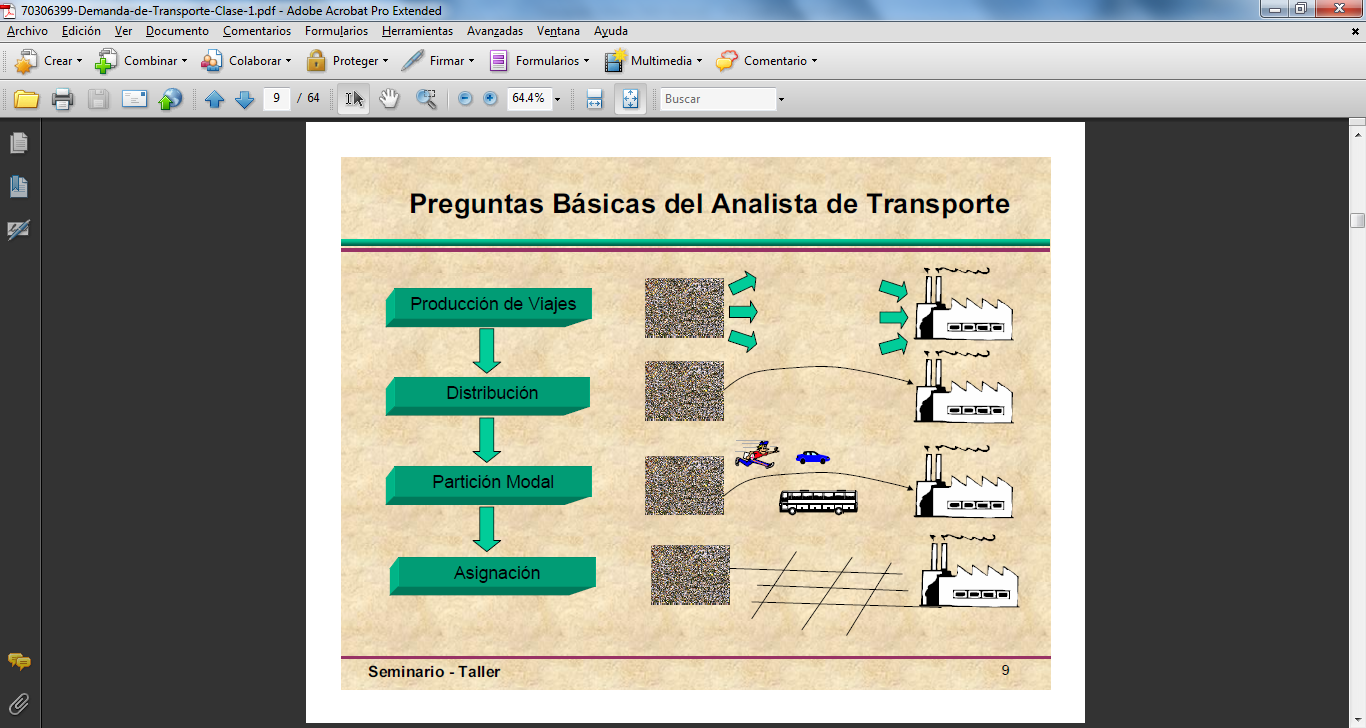 70306399-Demanda-de-Transporte-Clase-1.pdf - Adobe Acrobat Pro Extended
Archivo Edición Ver Documento Comentarios Formularios Herramientas Avanzadas Ventana Ayuda
Crear Combinar Colaborar Proteger Firmar Formularios Multimedia Comentario
9 / 64 64.4% Buscar
Preguntas Básicas del Analista de Transporte
Producción de Viajes
Distribución
Partición Modal
Asignación
Seminario - Taller
9